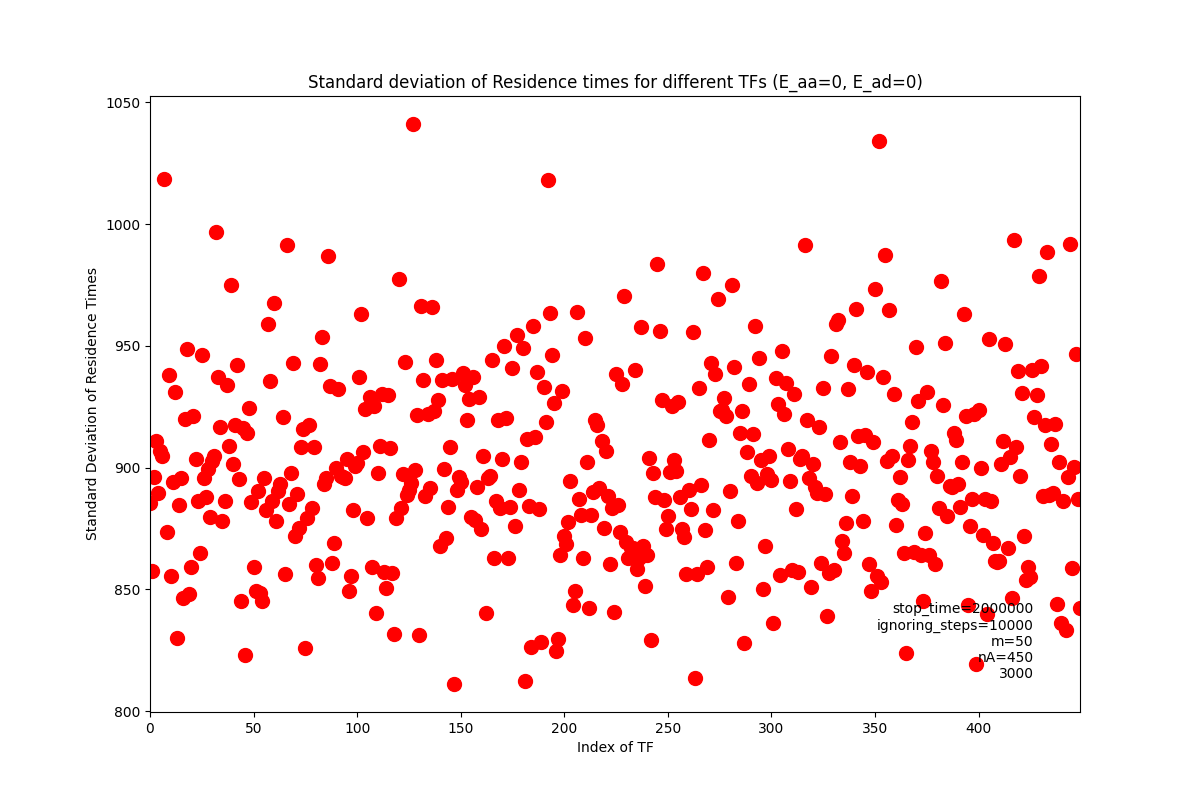 Standard deviation of Residence times for different TFs (E_aa=0, E_ad=0)
1050
1000
950
900
850
800
Standard Deviation of Residence Times
0 50 100 150 200 250 300 350 400
Index of TF
stop_time=2000000
ignoring_steps=10000
m=50
nA=450
3000